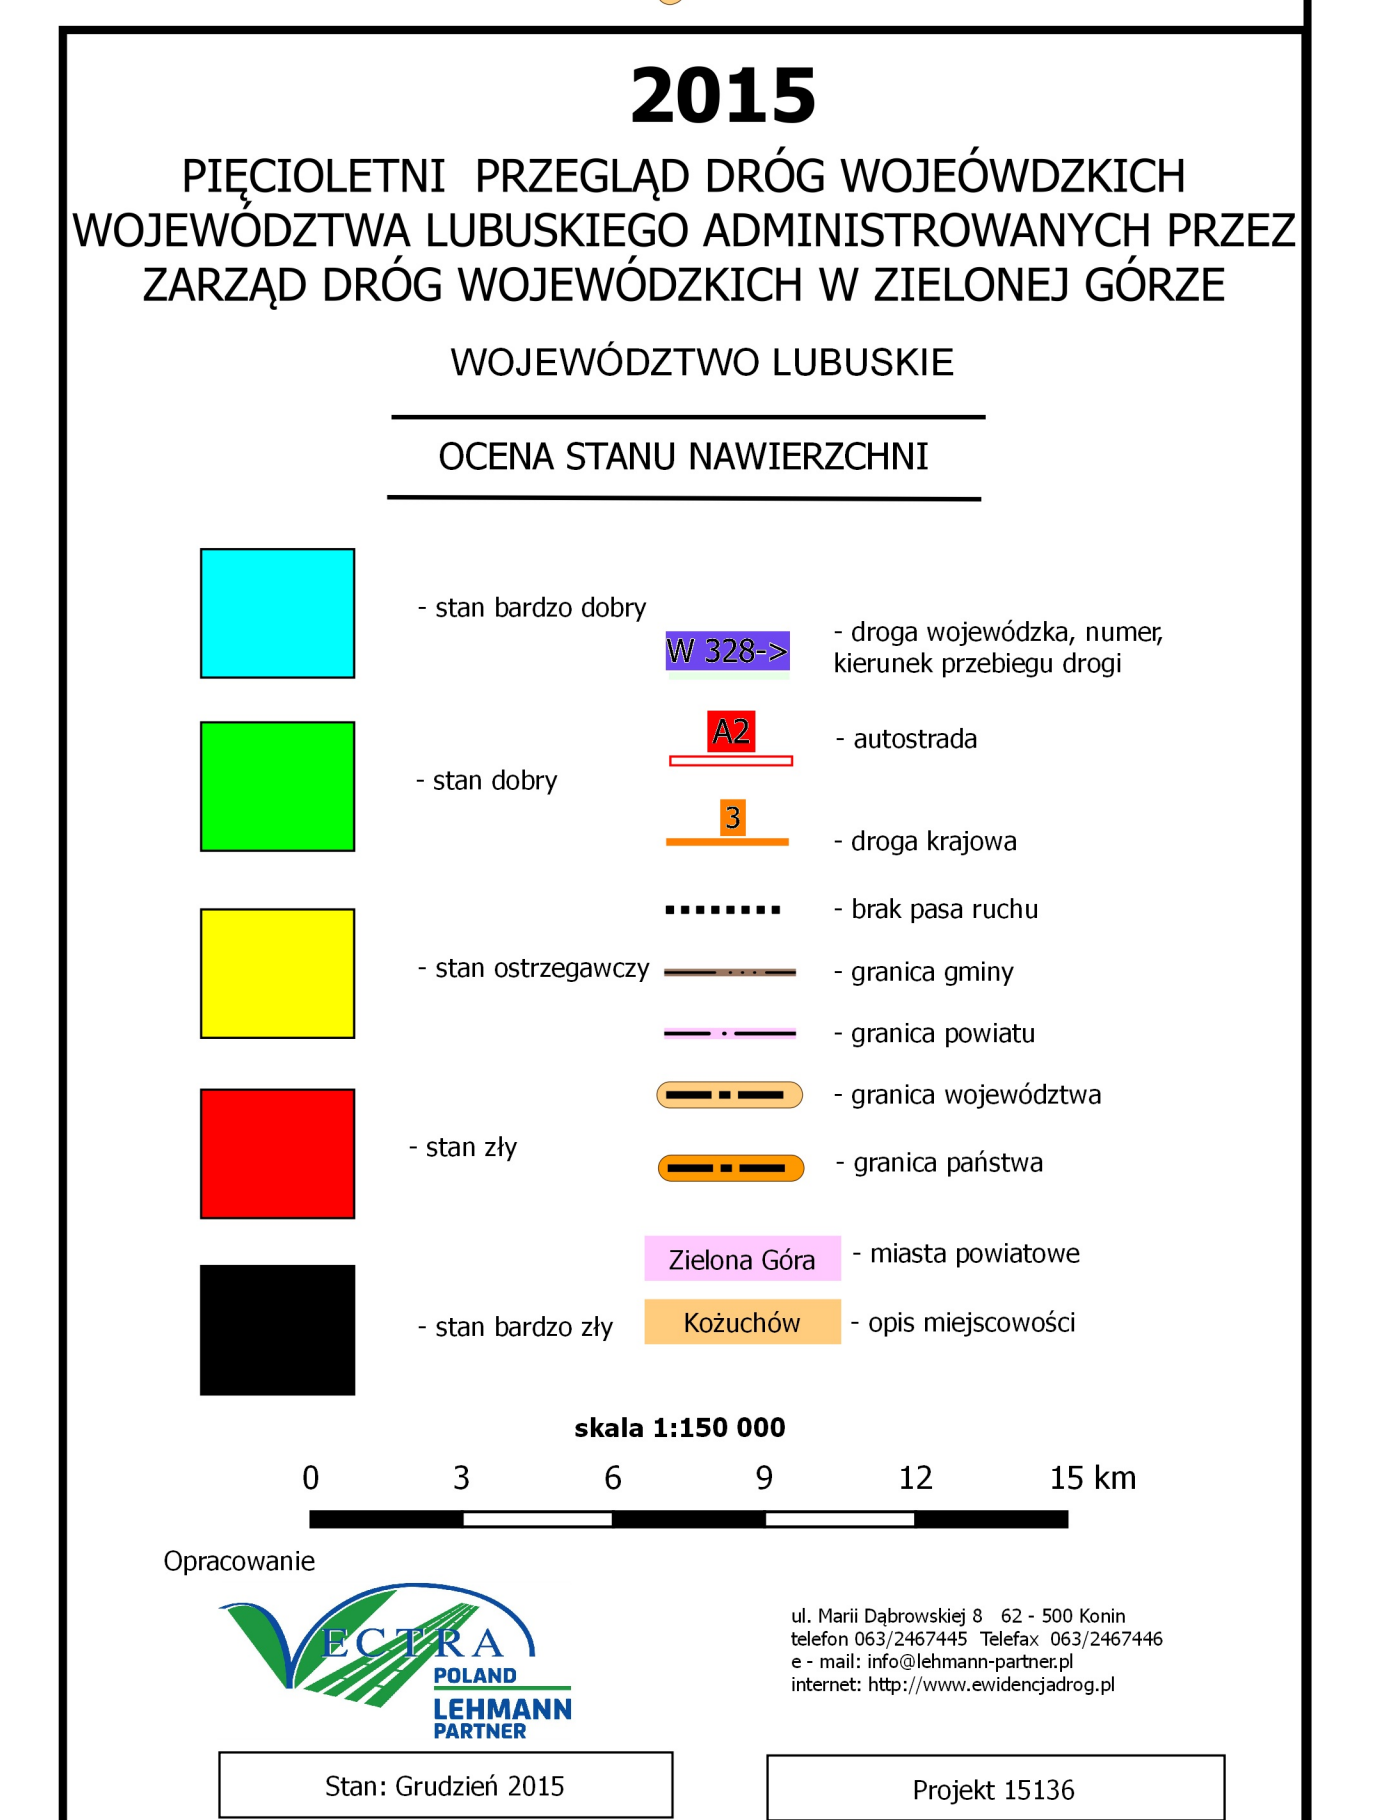 2015
PIĘCIOLETNI PRZEGLĄD DRÓG WOJEÓWDZKICH
WOJEWÓDZTWA LUBUSKIEGO ADMINISTROWANYCH PRZEZ
ZARZĄD DRÓG WOJEWÓDZKICH W ZIELONEJ GÓRZE
WOJEWÓDZTWO LUBUSKIE
OCENA STANU NAWIERZCHNI
- stan bardzo dobry
- stan dobry
- stan ostrzegawczy
- stan zły
- stan bardzo zły
W 328->
- droga wojewódzka, numer,
kierunek przebiegu drogi
A2
- autostrada
3
- droga krajowa
- brak pasa ruchu
- granica gminy
- granica powiatu
- granica województwa
- granica państwa
Zielona Góra
- miasta powiatowe
Kożuchów
- opis miejscowości
skala 1:150 000
0 3 6 9 12 15 km
Opracowanie
VECTRA
POLAND
LEHMANN
PARTNER
ul. Marii Dąbrowskiej 8 62 - 500 Konin
telefon 063/2467445 Telefax 063/2467446
e - mail: info@lehmann-partner.pl
internet: http://www.ewidencjadrog.pl
Stan: Grudzień 2015
Projekt 15136